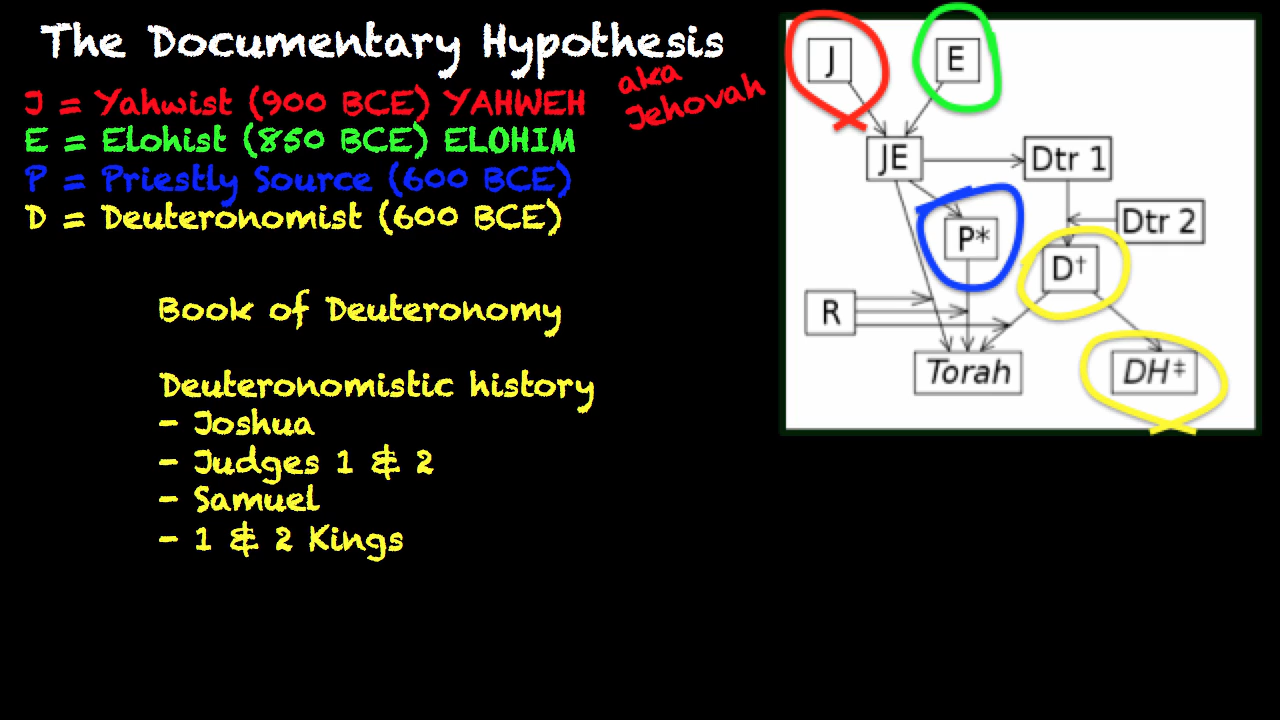 The Documentary Hypothesis
J = Yahwist (900 BCE) YAHWEH
aka
Jehovah
E = Elohist (850 BCE) ELOHIM
P = Priestly Source (600 BCE)
D = Deuteronomist (600 BCE)
Book of Deuteronomy
Deuteronomistic history
- Joshua
- Judges 1 & 2
- Samuel
- 1 & 2 Kings
J
E
JE
Dtr 1
Dtr 2
P*
D†
R
Torah
DH‡